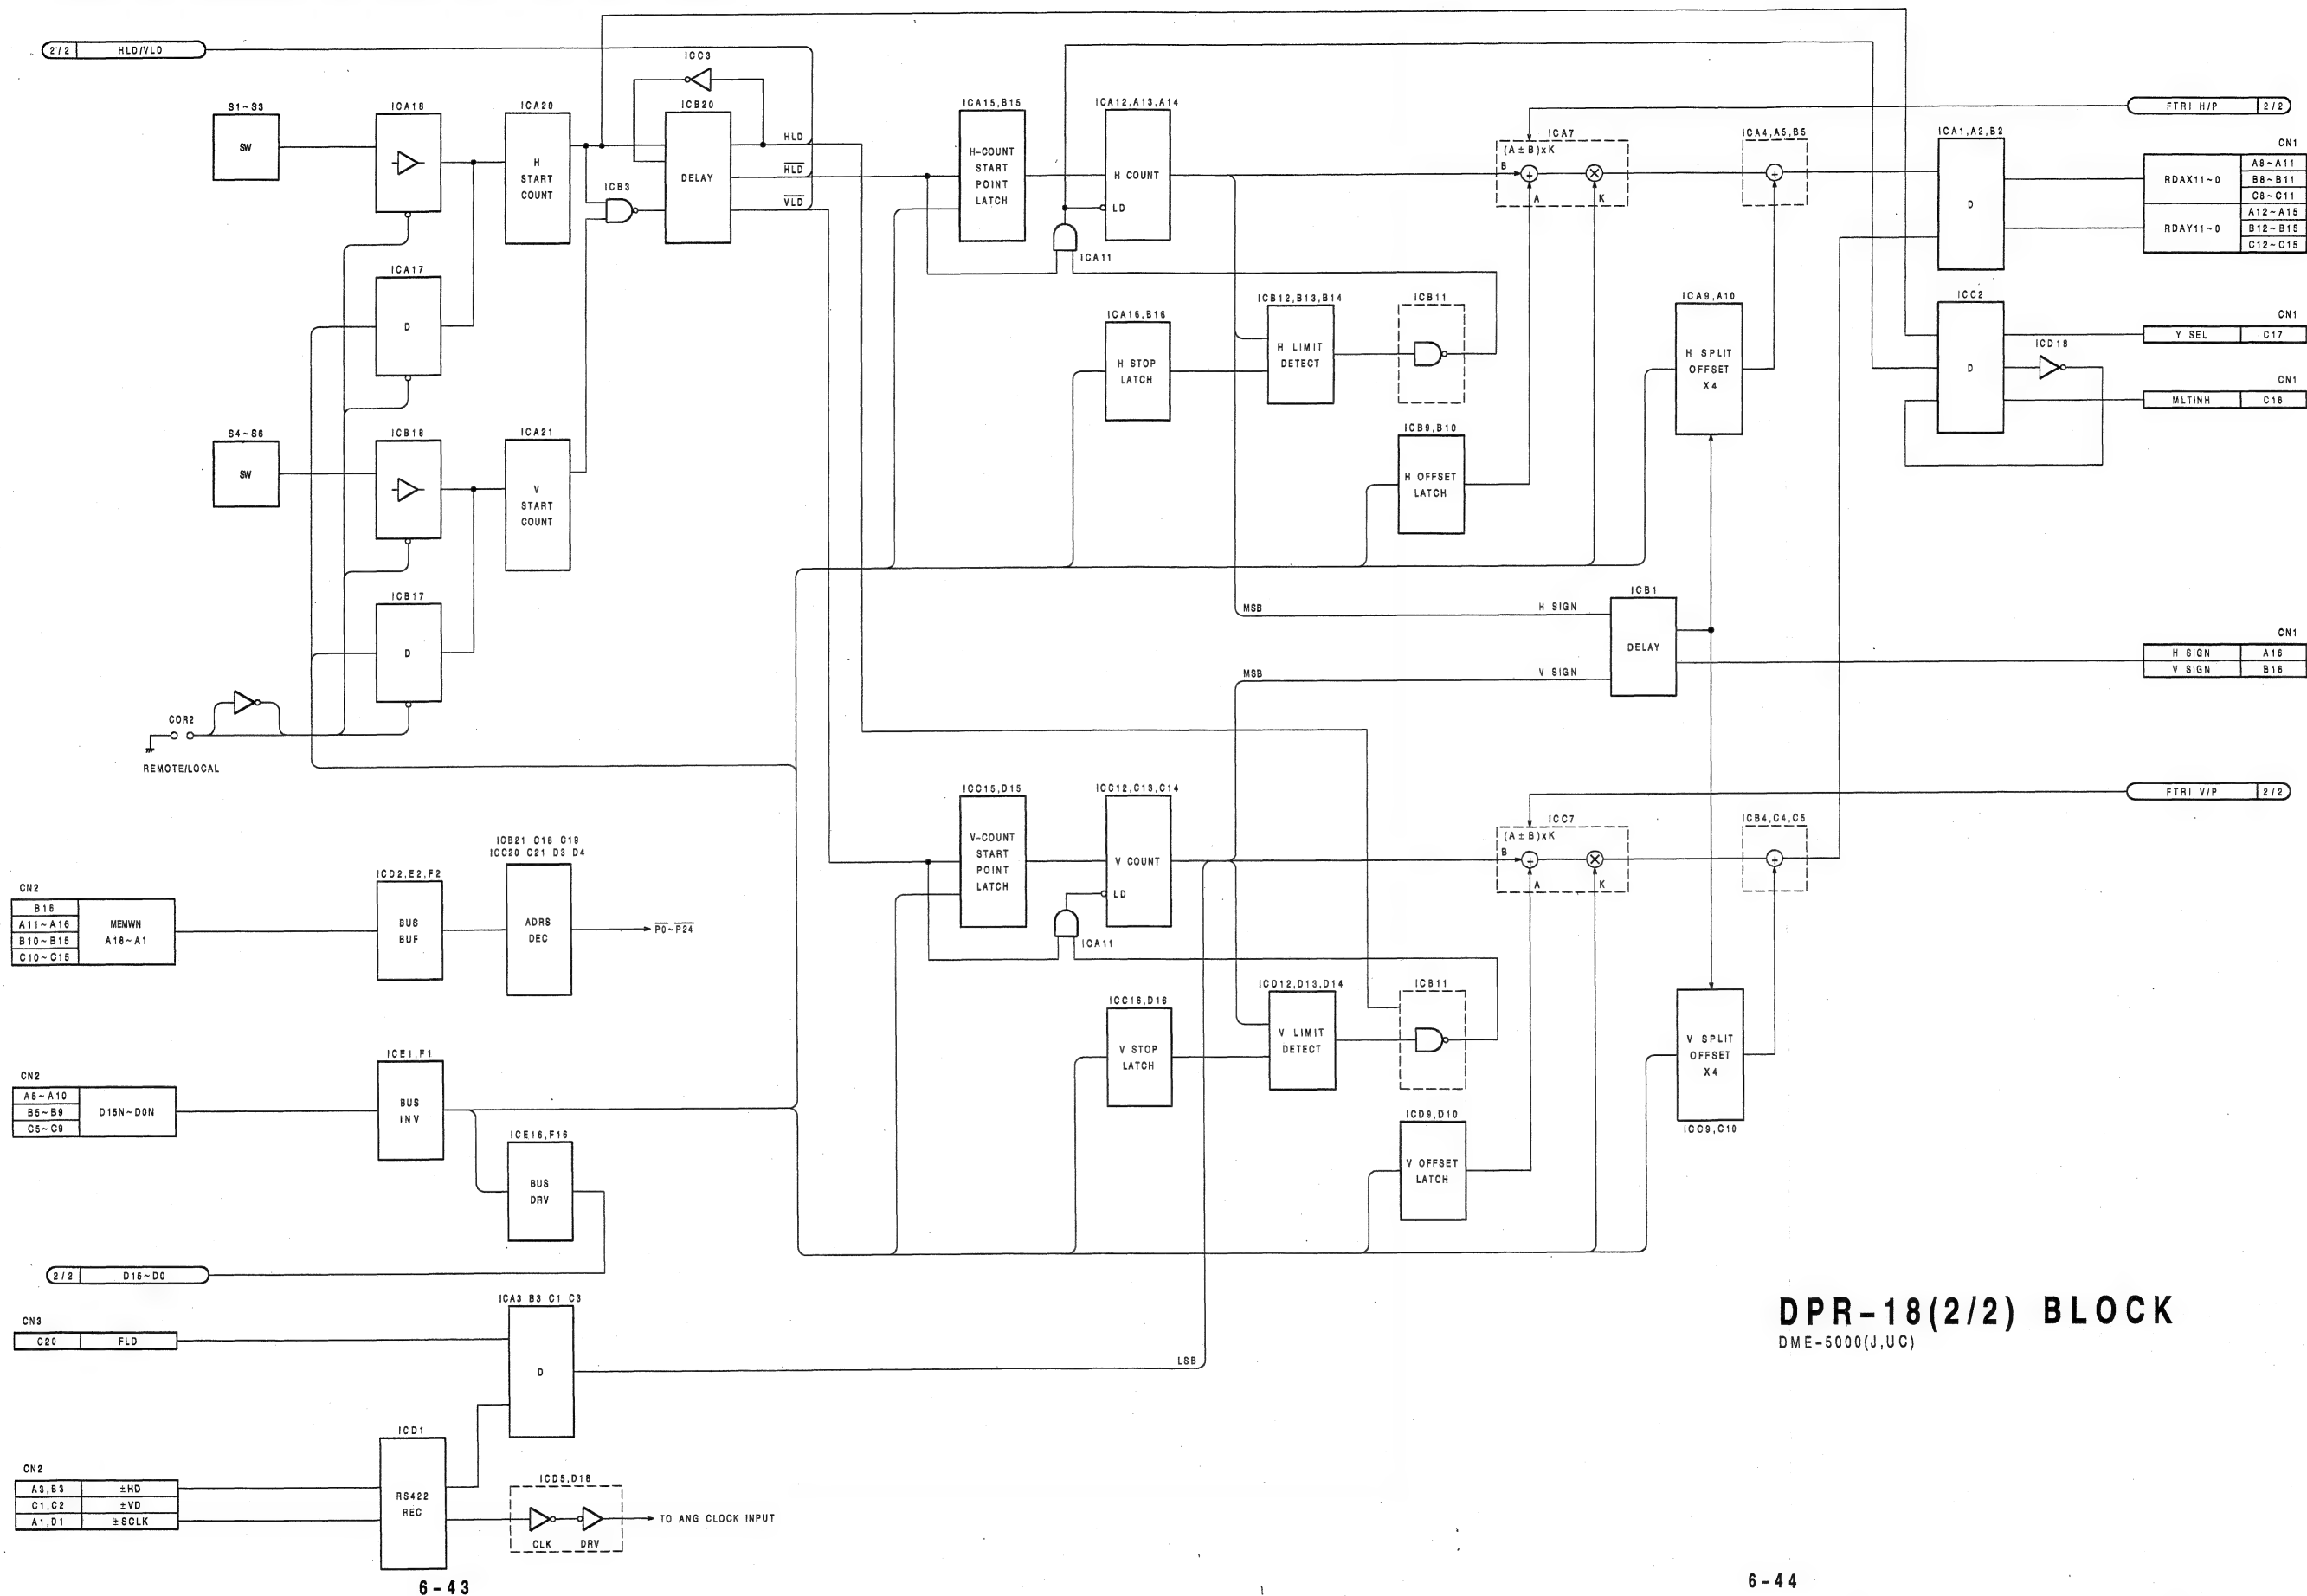 2/2 HLD/VLD
S1~S3
SW
ICA18
ICA20
H
START
COUNT
ICC3
ICB20
DELAY
ICB3
HLD
HLD
VLD
ICA17
D
S4~S6
SW
ICB18
ICA21
V
START
COUNT
ICB17
D
COR2
REMOTE/LOCAL
ICA15,B15
H-COUNT
START
POINT
LATCH
ICA12,A13,A14
H COUNT
LD
ICA11
ICA16,B16
H STOP
LATCH
ICB12,B13,B14
H LIMIT
DETECT
ICB11
ICB9,B10
H OFFSET
LATCH
ICA7
(A±B)xK
B
A
K
ICA4,A5,B5
ICA9,A10
H SPLIT
OFFSET
X4
FTRI H/P 2/2
ICA1,A2,B2
D
CN1
RDAX11~0
A8~A11
B8~B11
C8~C11
RDAY11~0
A12~A15
B12~B15
C12~C15
ICC2
D
ICD18
CN1
Y SEL C17
CN1
MLTINH C16
MSB
H SIGN
MSB
V SIGN
ICB1
DELAY
CN1
H SIGN A16
V SIGN B16
ICC15,D15
V-COUNT
START
POINT
LATCH
ICC12,C13,C14
V COUNT
LD
ICA11
ICC16,D16
V STOP
LATCH
ICD12,D13,D14
V LIMIT
DETECT
ICB11
ICD9,D10
V OFFSET
LATCH
ICC7
(A±B)xK
B
A
K
ICB4,C4,C5
V SPLIT
OFFSET
X4
ICC9,C10
FTRI V/P 2/2
CN2
B16
A11~A16
B10~B15
C10~C15
MEMWN
A18~A1
ICD2,E2,F2
BUS
BUF
ICB21 C18 C19
ICC20 C21 D3 D4
ADRS
DEC
P0~P24
CN2
A5~A10
B5~B9
C5~C9
D15N~D0N
ICE1,F1
BUS
INV
ICE16,F16
BUS
DRV
2/2 D15~D0
CN3
C20 FLD
ICA3 B3 C1 C3
D
LSB
CN2
A3,B3 ±HD
C1,C2 ±VD
A1,D1 ±SCLK
ICD1
RS422
REC
ICD5,D18
CLK DRV
TO ANG CLOCK INPUT
DPR-18(2/2) BLOCK
DME-5000(J,UC)
6-43
6-44